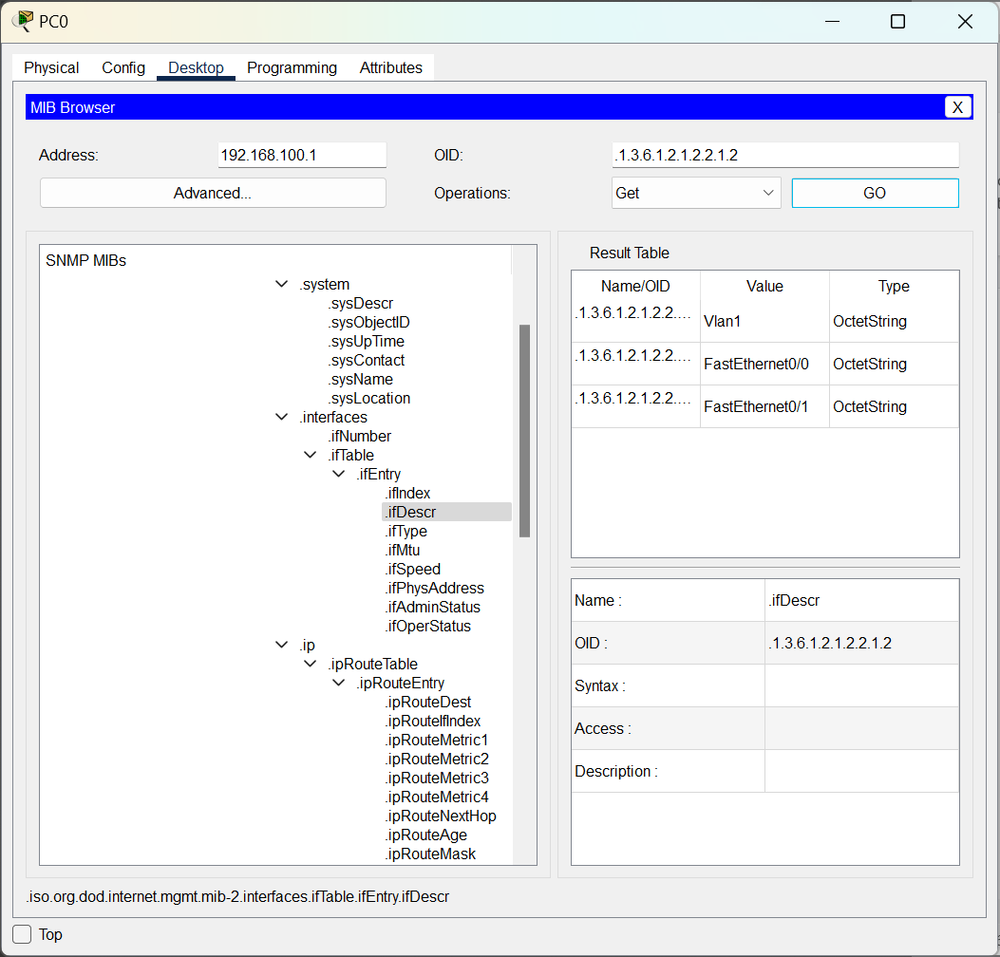 PC0
Physical Config Desktop Programming Attributes
MIB Browser X
Address: 192.168.100.1 OID: .1.3.6.1.2.1.2.2.1.2
Advanced... Operations: Get GO
SNMP MIBs
.system
.sysDescr
.sysObjectID
.sysUpTime
.sysContact
.sysName
.sysLocation
.interfaces
.ifNumber
.ifTable
.ifEntry
.ifIndex
.ifDescr
.ifType
.ifMtu
.ifSpeed
.ifPhysAddress
.ifAdminStatus
.ifOperStatus
.ip
.ipRouteTable
.ipRouteEntry
.ipRouteDest
.ipRouteIfIndex
.ipRouteMetric1
.ipRouteMetric2
.ipRouteMetric3
.ipRouteMetric4
.ipRouteNextHop
.ipRouteAge
.ipRouteMask
Result Table
Name/OID Value Type
.1.3.6.1.2.1.2.2.... Vlan1 OctetString
.1.3.6.1.2.1.2.2.... FastEthernet0/0 OctetString
.1.3.6.1.2.1.2.2.... FastEthernet0/1 OctetString
Name : .ifDescr
OID : .1.3.6.1.2.1.2.2.1.2
Syntax :
Access :
Description :
.iso.org.dod.internet.mgmt.mib-2.interfaces.ifTable.ifEntry.ifDescr
Top